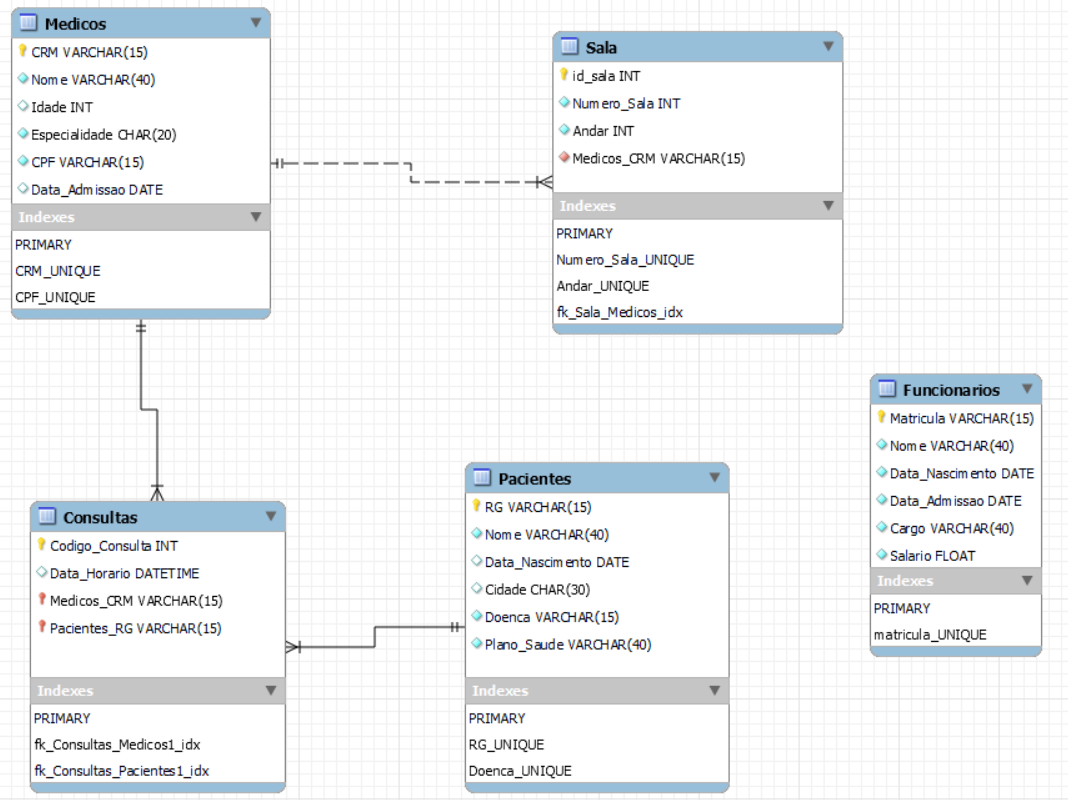 Medicos
CRM VARCHAR(15)
Nome VARCHAR(40)
Idade INT
Especialidade CHAR(20)
CPF VARCHAR(15)
Data_Admissao DATE
Indexes
PRIMARY
CRM_UNIQUE
CPF_UNIQUE
Sala
id_sala INT
Numero_Sala INT
Andar INT
Medicos_CRM VARCHAR(15)
Indexes
PRIMARY
Numero_Sala_UNIQUE
Andar_UNIQUE
fk_Sala_Medicos_idx
Funcionarios
Matricula VARCHAR(15)
Nome VARCHAR(40)
Data_Nascimento DATE
Data_Admissao DATE
Cargo VARCHAR(40)
Salario FLOAT
Indexes
PRIMARY
matricula_UNIQUE
Pacientes
RG VARCHAR(15)
Nome VARCHAR(40)
Data_Nascimento DATE
Cidade CHAR(30)
Doenca VARCHAR(15)
Plano_Saude VARCHAR(40)
Indexes
PRIMARY
RG_UNIQUE
Doenca_UNIQUE
Consultas
Codigo_Consulta INT
Data_Horario DATETIME
Medicos_CRM VARCHAR(15)
Pacientes_RG VARCHAR(15)
Indexes
PRIMARY
fk_Consultas_Medicos1_idx
fk_Consultas_Pacientes1_idx